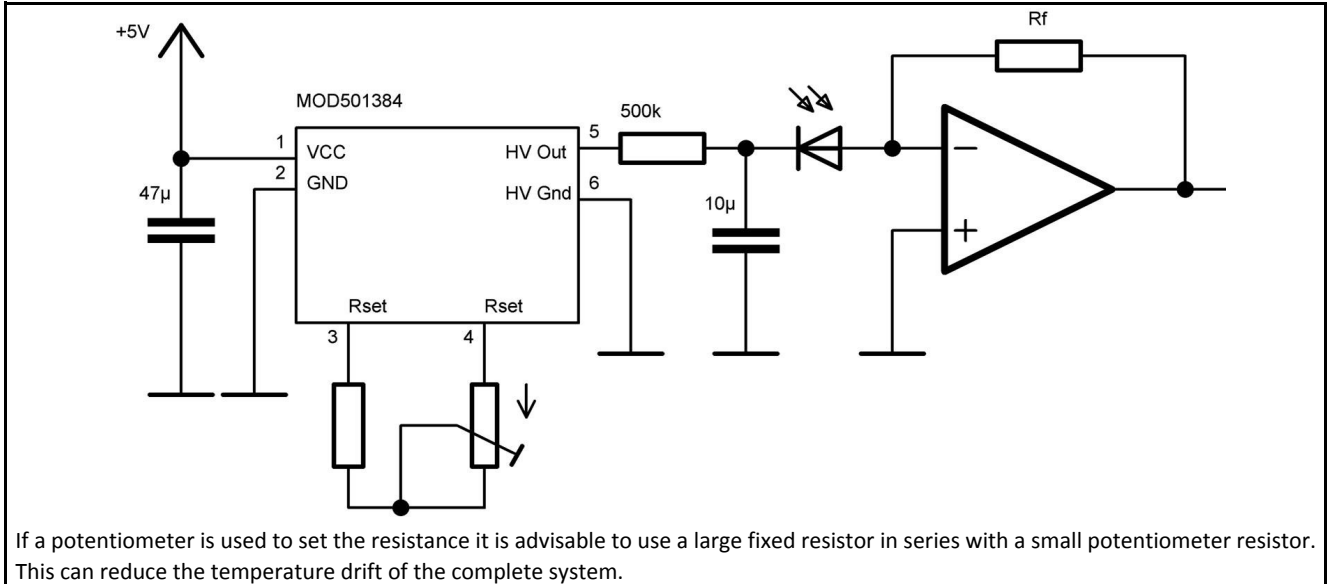 Rf
+5V
MOD501384
500k
1
VCC
HV Out
5
2
GND
HV Gnd
6
47µ
10µ
−
+
Rset
Rset
3
4
If a potentiometer is used to set the resistance it is advisable to use a large fixed resistor in series with a small potentiometer resistor.
This can reduce the temperature drift of the complete system.